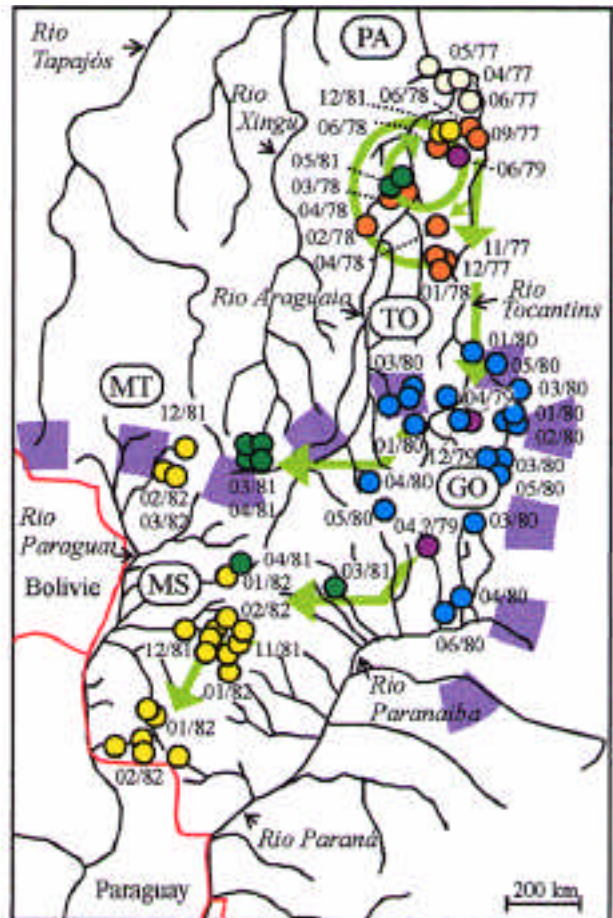 PA
Rio
Tapajós
05/77
04/77
12/81
06/78
06/77
Rio
Xingu
06/78
09/77
05/81
06/79
03/78
04/78
02/78
04/78
11/77
12/77
01/78
Rio Araguaia
TO
Rio
Tocantins
01/80
03/80
05/80
MT
04/79
03/80
12/81
01/80
01/80
02/80
12/79
03/81
04/81
04/80
GO
03/80
05/80
02/82
03/82
05/80
04 ?/79
03/80
Rio
Paraguai
04/81
Bolivie
MS
01/82
03/81
04/80
02/82
12/81
11/81
06/80
01/82
Rio
Paranaiba
01/82
02/82
Rio Paraná
Paraguay
200 km